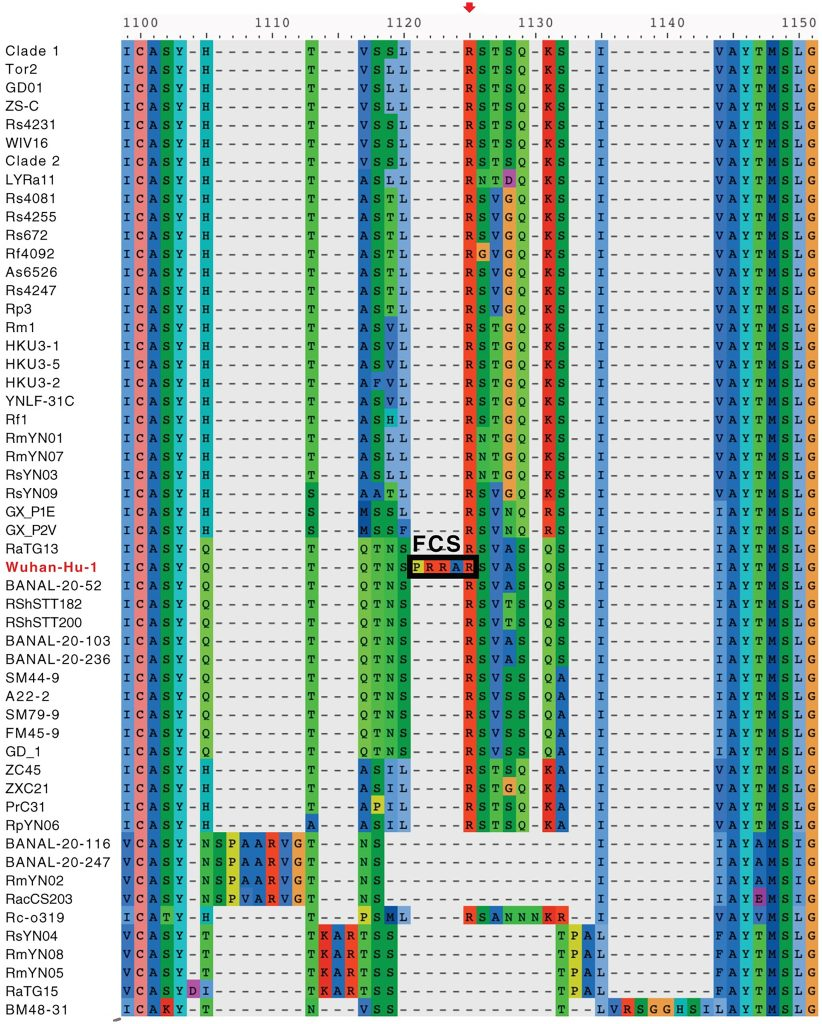 1100 1110 1120 1130 1140 1150
Clade 1 ICASY-H-------T---VSSL----RSTSQ-KS--I--------VAYTMSLG
Tor2 ICASY-H-------T---VSLL----RSTSQ-KS--I--------VAYTMSLG
GD01 ICASY-H-------T---VSLL----RSTSQ-KS--I--------VAYTMSLG
ZS-C ICASY-H-------T---VSLL----RSTSQ-KS--I--------VAYTMSLG
Rs4231 ICASY-H-------T---VSSL----RSTSQ-KS--I--------VAYTMSLG
WIV16 ICASY-H-------T---VSSL----RSTSQ-KS--I--------VAYTMSLG
Clade 2 ICASY-H-------T---VSSL----RSTSQ-KS--I--------VAYTMSLG
LYRa11 ICASY-H-------T---ASLL----RNTDQ-KS--I--------VAYTMSLG
Rs4081 ICASY-H-------T---ASTL----RSVGQ-KS--I--------VAYTMSLG
Rs4255 ICASY-H-------T---ASTL----RSVGQ-KS--I--------VAYTMSLG
Rs672 ICASY-H-------T---ASTL----RSVGQ-KS--I--------VAYTMSLG
Rf4092 ICASY-H-------T---ASTL----RGVGQ-KS--I--------VAYTMSLG
As6526 ICASY-H-------T---ASTL----RSVGQ-KS--I--------VAYTMSLG
Rs4247 ICASY-H-------T---ASTL----RSVGQ-KS--I--------VAYTMSLG
Rp3 ICASY-H-------T---ASTL----RSVGQ-KS--I--------VAYTMSLG
Rm1 ICASY-H-------T---ASVL----RSTGQ-KS--I--------VAYTMSLG
HKU3-1 ICASY-H-------T---ASVL----RSTGQ-KS--I--------VAYTMSLG
HKU3-5 ICASY-H-------T---ASVL----RSTGQ-KS--I--------VAYTMSLG
HKU3-2 ICASY-H-------T---AFVL----RSTGQ-KS--I--------VAYTMSLG
YNLF-31C ICASY-H-------T---ASVL----RSTGQ-KS--I--------VAYTMSLG
Rf1 ICASY-H-------T---ASHL----RSTGQ-KS--I--------VAYTMSLG
RmYN01 ICASY-H-------T---ASLL----RNTGQ-KS--I--------VAYTMSLG
RmYN07 ICASY-H-------T---ASLL----RNTGQ-KS--I--------VAYTMSLG
RsYN03 ICASY-H-------T---ASLL----RNTGQ-KS--I--------VAYTMSLG
RsYN09 ICASY-H-------S---AATL----RSVGQ-KS--I--------VAYTMSLG
GX_P1E ICASY-H-------S---MSSL----RSVNQ-RS--I--------IAYTMSLG
GX_P2V ICASY-H-------S---MSSF----RSVNQ-RS--I--------IAYTMSLG
FCS
RaTG13 ICASY-Q-------T---QTNS----RSVAS-QS--I--------IAYTMSLG
Wuhan-Hu-1 ICASY-Q-------T---QTNSPRRARSVAS-QS--I--------IAYTMSLG
BANAL-20-52 ICASY-Q-------T---QTNS----RSVAS-QS--I--------IAYTMSLG
RShSTT182 ICASY-Q-------T---QTNS----RSVTS-QS--I--------IAYTMSLG
RShSTT200 ICASY-Q-------T---QTNS----RSVTS-QS--I--------IAYTMSLG
BANAL-20-103 ICASY-Q-------T---QTNS----RSVAS-QS--I--------IAYTMSLG
BANAL-20-236 ICASY-Q-------T---QTNS----RSVAS-QS--I--------IAYTMSLG
SM44-9 ICASY-Q-------T---QTNS----RSVSS-QA--I--------IAYTMSLG
A22-2 ICASY-Q-------T---QTNS----RSVSS-QA--I--------IAYTMSLG
SM79-9 ICASY-Q-------T---QTNS----RSVSS-QA--I--------IAYTMSLG
FM45-9 ICASY-Q-------T---QTNS----RSVSS-QA--I--------IAYTMSLG
GD_1 ICASY-Q-------T---QTNS----RSVSS-QA--I--------IAYTMSLG
ZC45 ICASY-H-------T---ASIL----RSTSQ-KA--I--------VAYTMSLG
ZXC21 ICASY-H-------T---ASIL----RSTGQ-KA--I--------VAYTMSLG
PrC31 ICASY-H-------T---APIL----RSTSQ-KA--I--------VAYTMSLG
RpYN06 ICASY-H-------A---ASIL----RSTSQ-KA--I--------VAYTMSLG
BANAL-20-116 VCASY-NSPAARVGT---NS----------------I--------IAYAMSLG
BANAL-20-247 VCASY-NSPAARVGT---NS----------------I--------IAYAMSLG
RmYN02 VCASY-NSPAARVGT---NS----------------I--------IAYAMSIG
RacCS203 VCASY-NSPVARVGT---NS----------------I--------IAYEMSIG
Rc-o319 ICATY-H-------T---PSML----RSANNNKR--I--------VAYVMSLG
RsYN04 VCASY-T-------TKARTSS------------TPAL--------FAYTMSLG
RmYN08 VCASY-T-------TKARTSS------------TPAL--------FAYTMSLG
RmYN05 VCASY-T-------TKARTSS------------TPAL--------FAYTMSLG
RaTG15 VCASYDI-------TKARTSS------------TPAL--------FAYTMSLG
BM48-31 ICAKY-T-------N---VSS------------T--LVRSGGHSILAYTMSLG